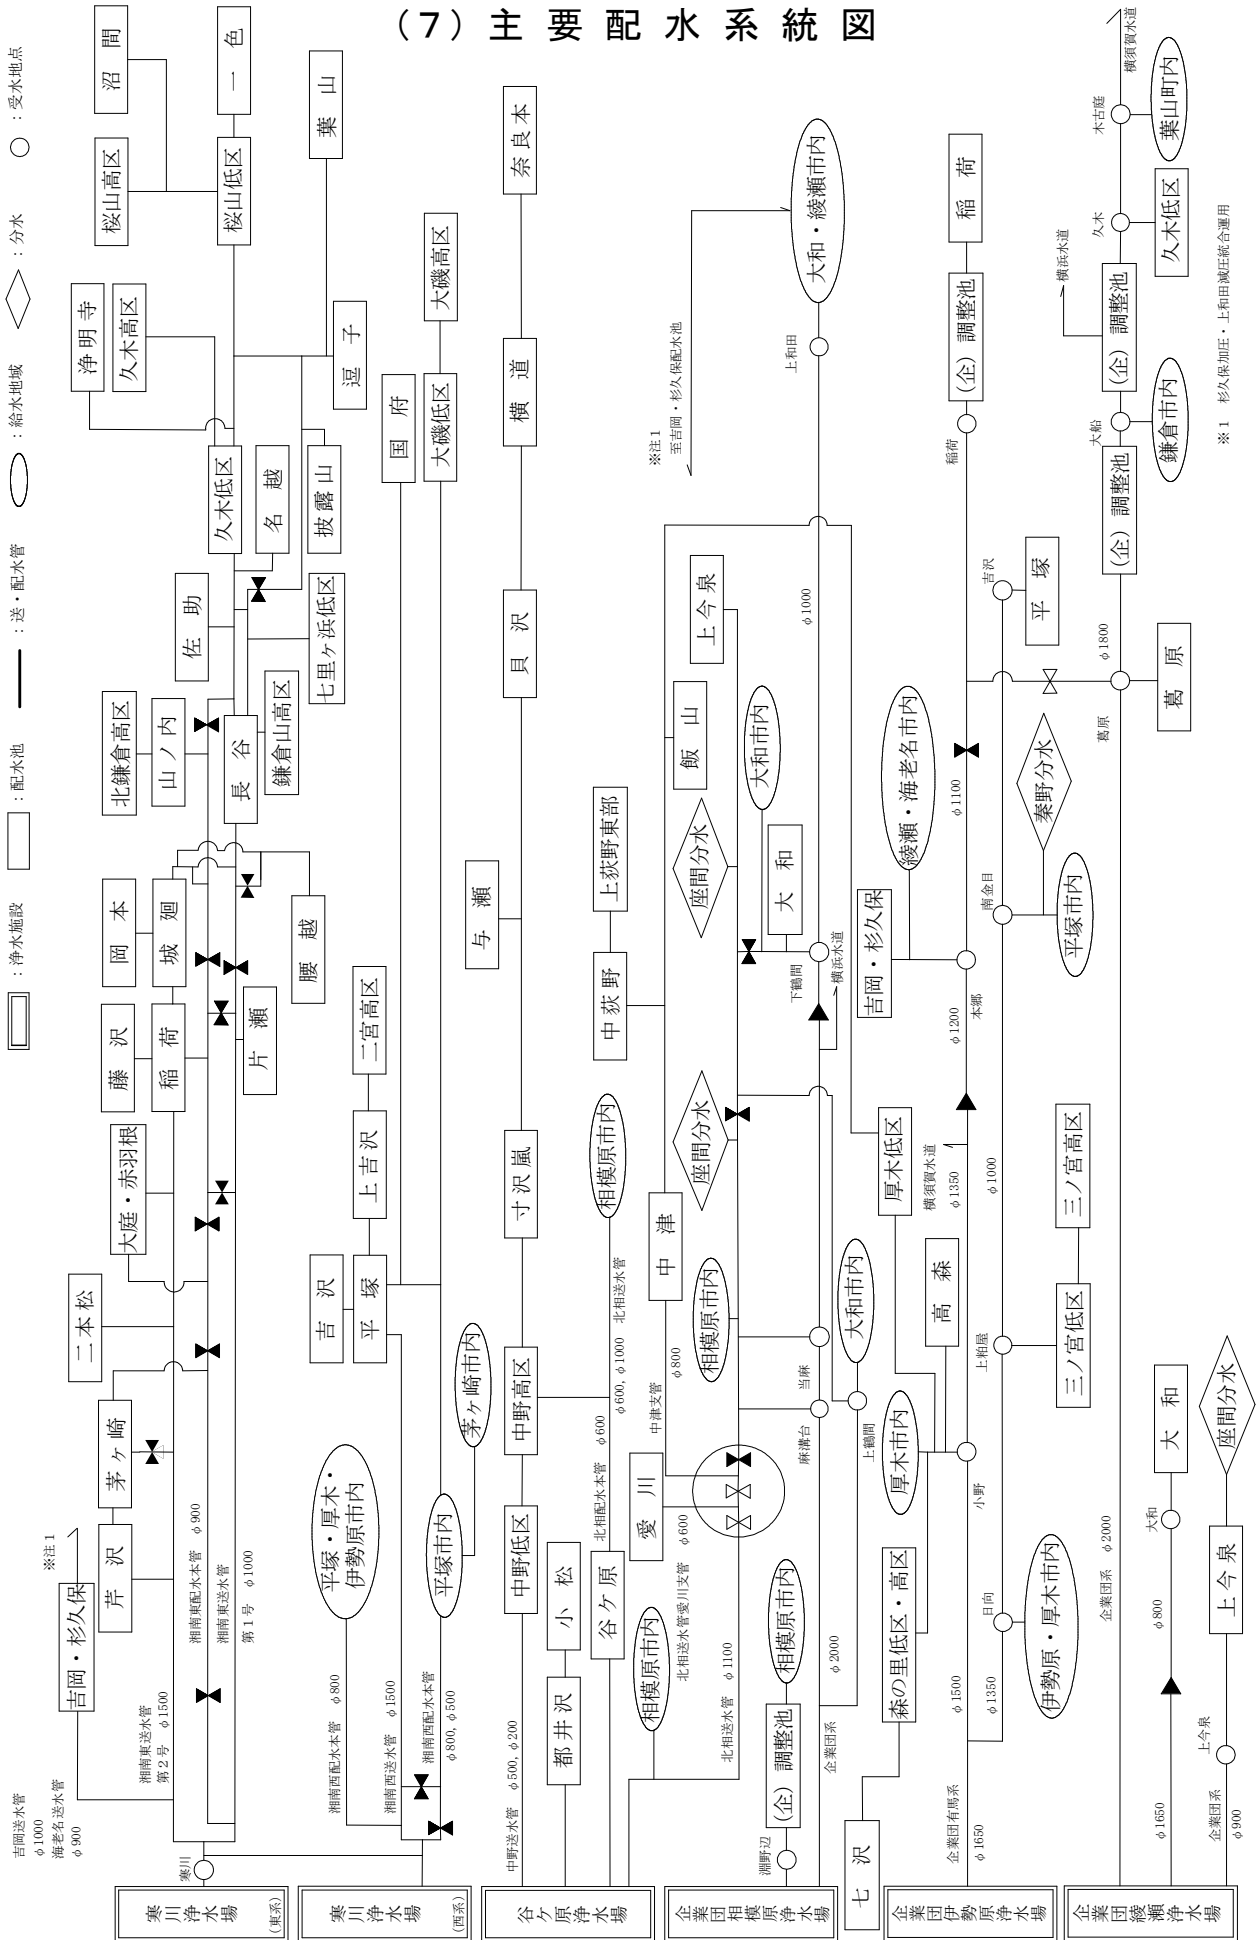 (7) 主要配水系統図
:浄水施設
:配水池
:送・配水管
:給水地域
:分水
:受水地点
寒川浄水場
(東系)
寒川
吉岡送水管
φ1000
海老名送水管
φ900
湘南東送水管
第2号 φ1500
湘南東配水本管 φ900
湘南東送水管
第1号 φ1000
吉岡・杉久保
※注1
芹沢
茅ヶ崎
二本松
大庭・赤羽根
藤沢
稲荷
岡本
城廻
片瀬
腰越
北鎌倉高区
山ノ内
長谷
鎌倉山高区
佐助
七里ヶ浜低区
久木低区
名越
披露山
浄明寺
久木高区
逗子
桜山高区
桜山低区
沼間
一色
葉山
寒川浄水場
(西系)
湘南西配水本管 φ800
湘南西送水管 φ1500
湘南西配水本管
φ800, φ500
平塚・厚木・
伊勢原市内
平塚市内
茅ヶ崎市内
吉沢
平塚
上吉沢
二宮高区
国府
大磯低区
大磯高区
谷ケ原浄水場
中野送水管 φ500, φ200
中野低区
中野高区
寸沢嵐
与瀬
貝沢
横道
奈良本
都井沢
小松
谷ケ原
北相配水本管 φ600
φ600, φ1000 北相送水管
相模原市内
相模原市内
北相送水管愛川支管 φ600
愛川
中津支管 φ800
中津
中荻野
上荻野東部
飯山
北相送水管 φ1100
相模原市内
座間分水
座間分水
大和市内
大和
上今泉
企業団相模原浄水場
淵野辺
(企) 調整池
相模原市内
企業団系 φ2000
麻溝台
当麻
上鶴間
大和市内
横浜水道
下鶴間
φ1000
上和田
大和・綾瀬市内
※注1
至吉岡・杉久保配水池
七沢
森の里低区・高区
厚木市内
厚木低区
高森
企業団伊勢原浄水場
企業団有馬系
φ1650
φ1500
φ1350
小野
横須賀水道
φ1350
φ1200
本郷
吉岡・杉久保
綾瀬・海老名市内
φ1100
稲荷
(企) 調整池
稲荷
日向
伊勢原・厚木市内
上粕屋
三ノ宮低区
三ノ宮高区
φ1000
南金目
平塚市内
秦野分水
吉沢
平塚
企業団綾瀬浄水場
企業団系 φ2000
葛原
葛原
φ1800
(企) 調整池
大船
鎌倉市内
(企) 調整池
横浜水道
久木
久木低区
木古庭
葉山町内
横須賀水道
φ1650
φ800
大和
大和
企業団系
φ900
上今泉
上今泉
座間分水
※1 杉久保加圧・上和田減圧統合運用